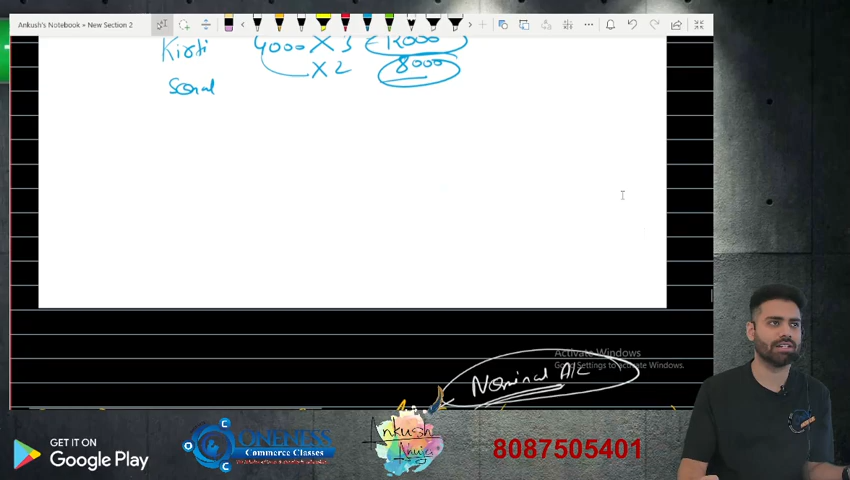 Ankush's Notebook » New Section 2
Kirti 4000 X 3 = 12000
X 2 8000
Sonal
Activate Windows
Go to Settings to activate Windows.
Nominal A/c
GET IT ON
Google Play
ONENESS
Commerce Classes
Ankush
Ahuja
8087505401